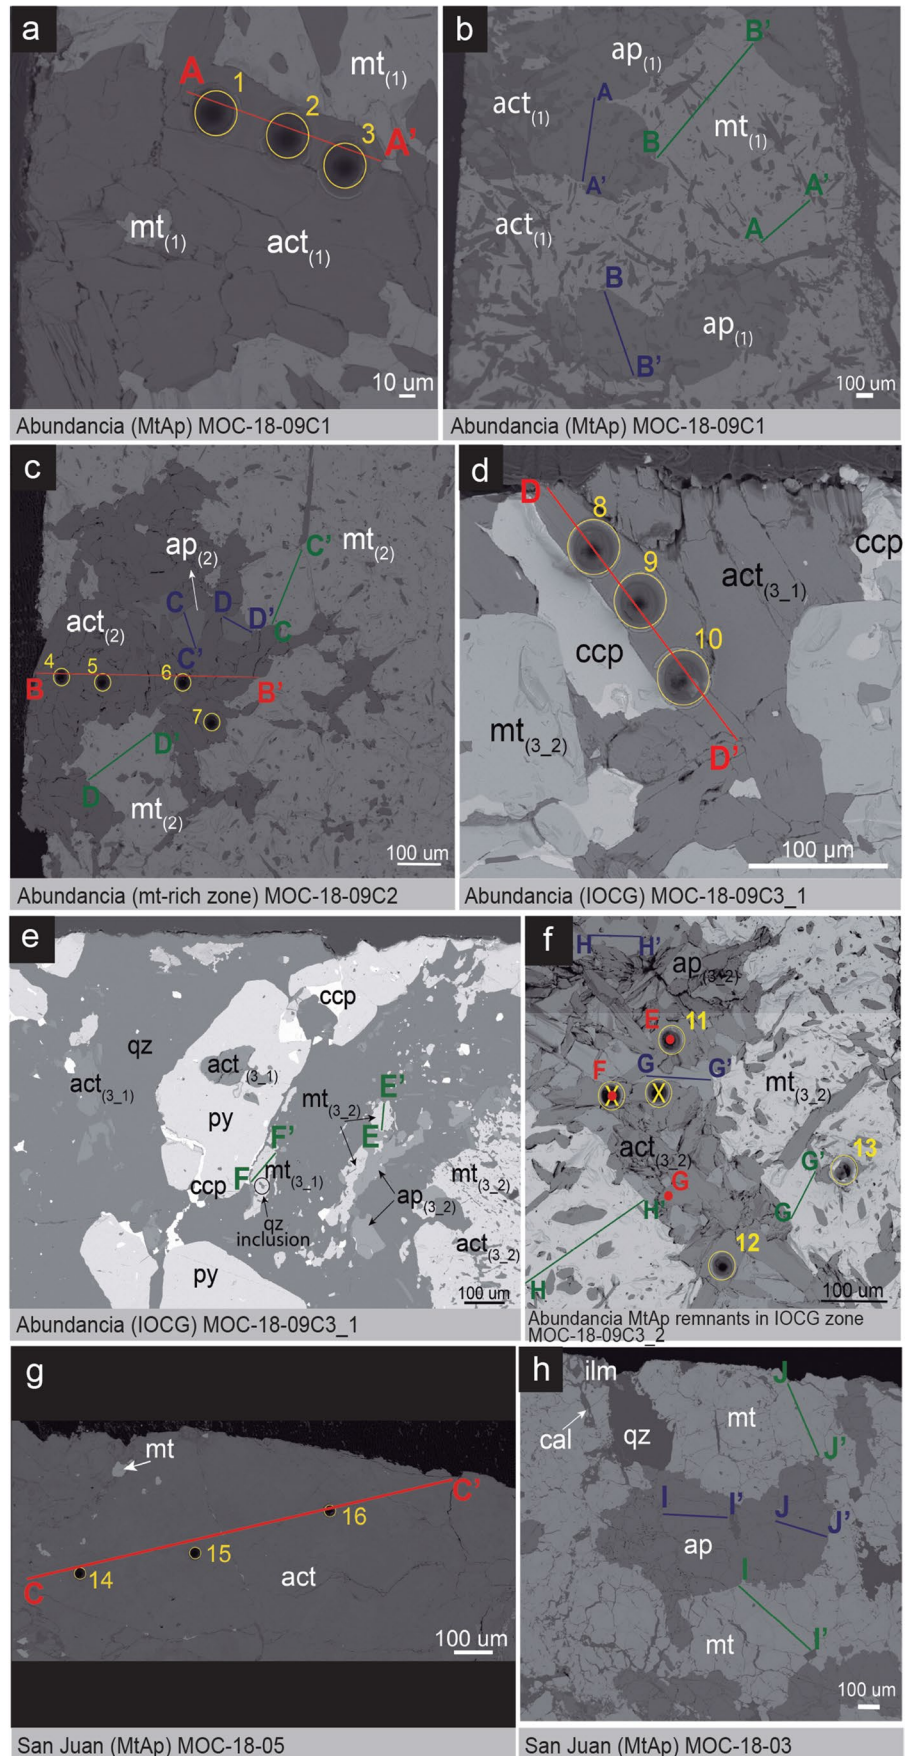 a
A
1
2
3
A'
mt(1)
mt(1)
act(1)
10 um
Abundancia (MtAp) MOC-18-09C1
b
B'
ap(1)
act(1)
A
mt(1)
B
A'
A'
act(1)
A
B
ap(1)
B'
100 um
Abundancia (MtAp) MOC-18-09C1
c
C'
mt(2)
ap(2)
C
D
D'
C
act(2)
C'
4
5
6
B
B'
7
D'
D
mt(2)
100 um
Abundancia (mt-rich zone) MOC-18-09C2
d
D
8
ccp
9
act(3_1)
10
ccp
mt(3_2)
D'
100 µm
Abundancia (IOCG) MOC-18-09C3_1
e
ccp
qz
act(3_1)
act(3_1)
E'
mt(3_2)
py
F'
E
F
mt(3_1)
mt(3_2)
ccp
ap(3_2)
qz
inclusion
act(3_2)
py
100 um
Abundancia (IOCG) MOC-18-09C3_1
f
H
H'
ap(3_2)
E
11
G
G'
F
X
X
mt(3_2)
act(3_2)
G'
13
G
H'
G
12
H
100 um
Abundancia MtAp remnants in IOCG zone
MOC-18-09C3_2
g
mt
C'
16
15
14
C
act
100 um
San Juan (MtAp) MOC-18-05
h
ilm
J
mt
cal
qz
J'
I
I'
J
J'
ap
I
mt
I'
100 um
San Juan (MtAp) MOC-18-03